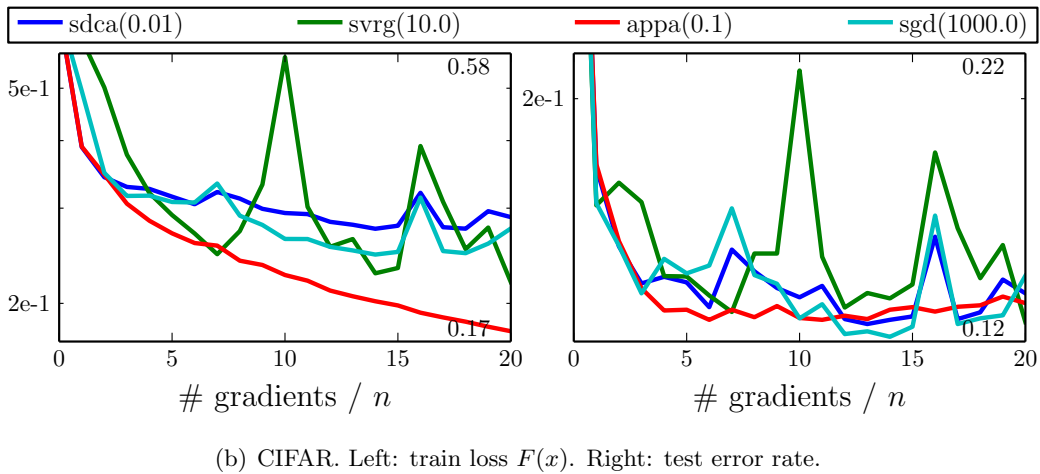 sdca(0.01) svrg(10.0) appa(0.1) sgd(1000.0)
0.58
5e-1
2e-1
0.17
0 5 10 15 20
# gradients / n
0.22
2e-1
0.12
0 5 10 15 20
# gradients / n
(b) CIFAR. Left: train loss F(x). Right: test error rate.